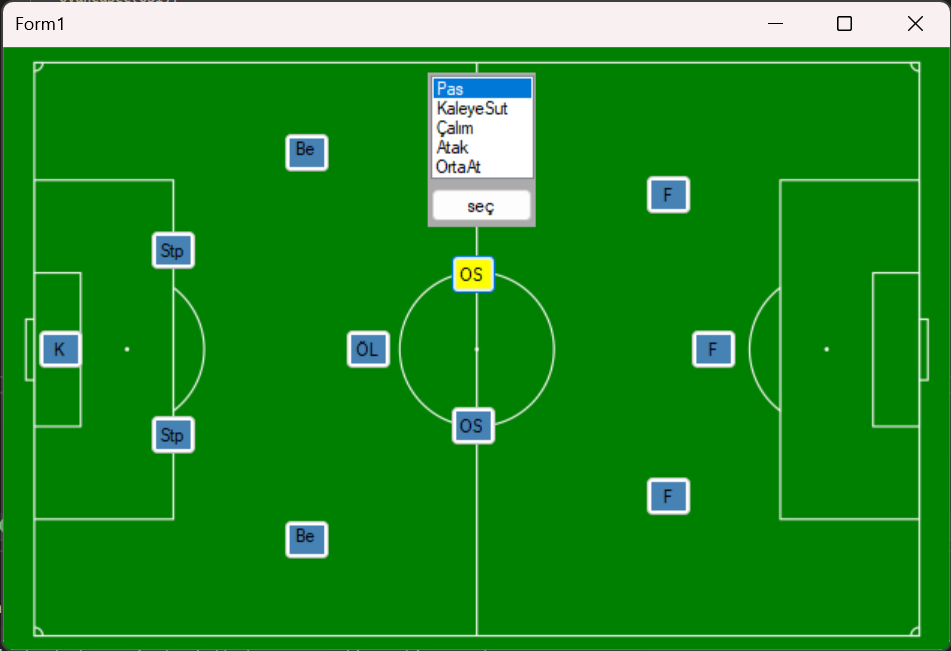 Form1
Pas
KaleyeSut
Çalım
Atak
OrtaAt
seç
Be
F
Stp
OS
K
ÖL
F
OS
Stp
F
Be